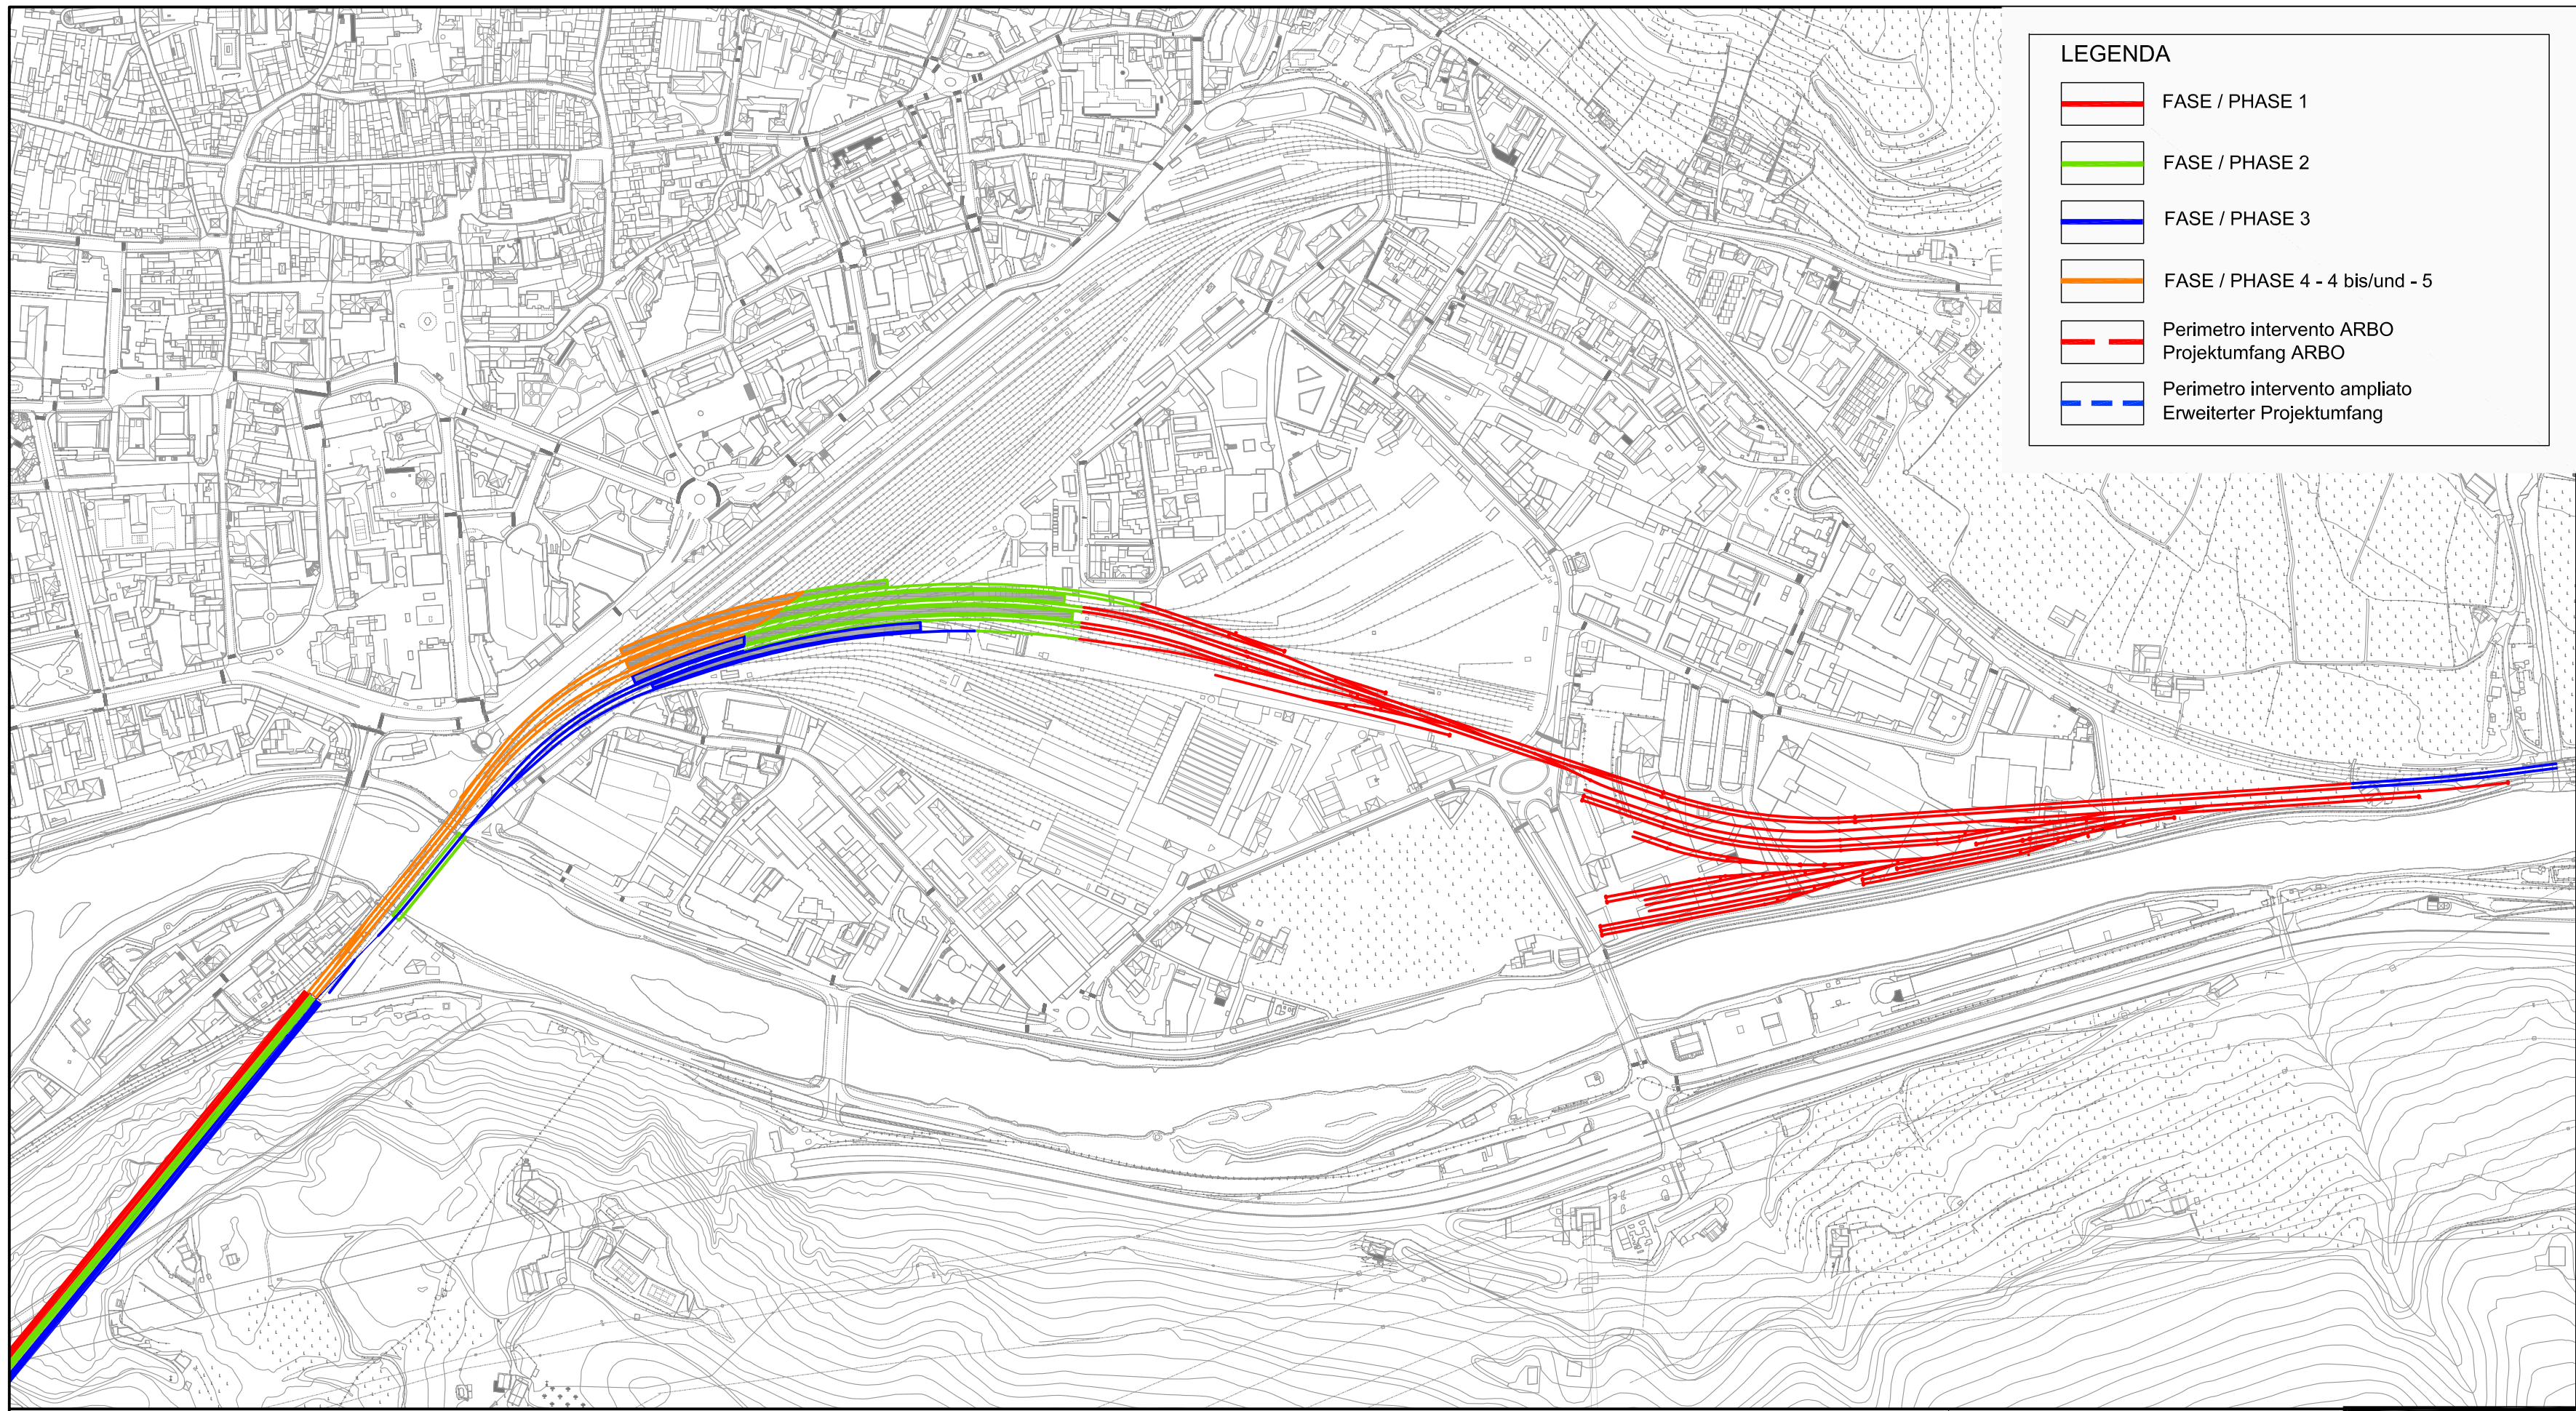 LEGENDA
FASE / PHASE 1
FASE / PHASE 2
FASE / PHASE 3
FASE / PHASE 4 - 4 bis/und - 5
Perimetro intervento ARBO
Projektumfang ARBO
Perimetro intervento ampliato
Erweiterter Projektumfang